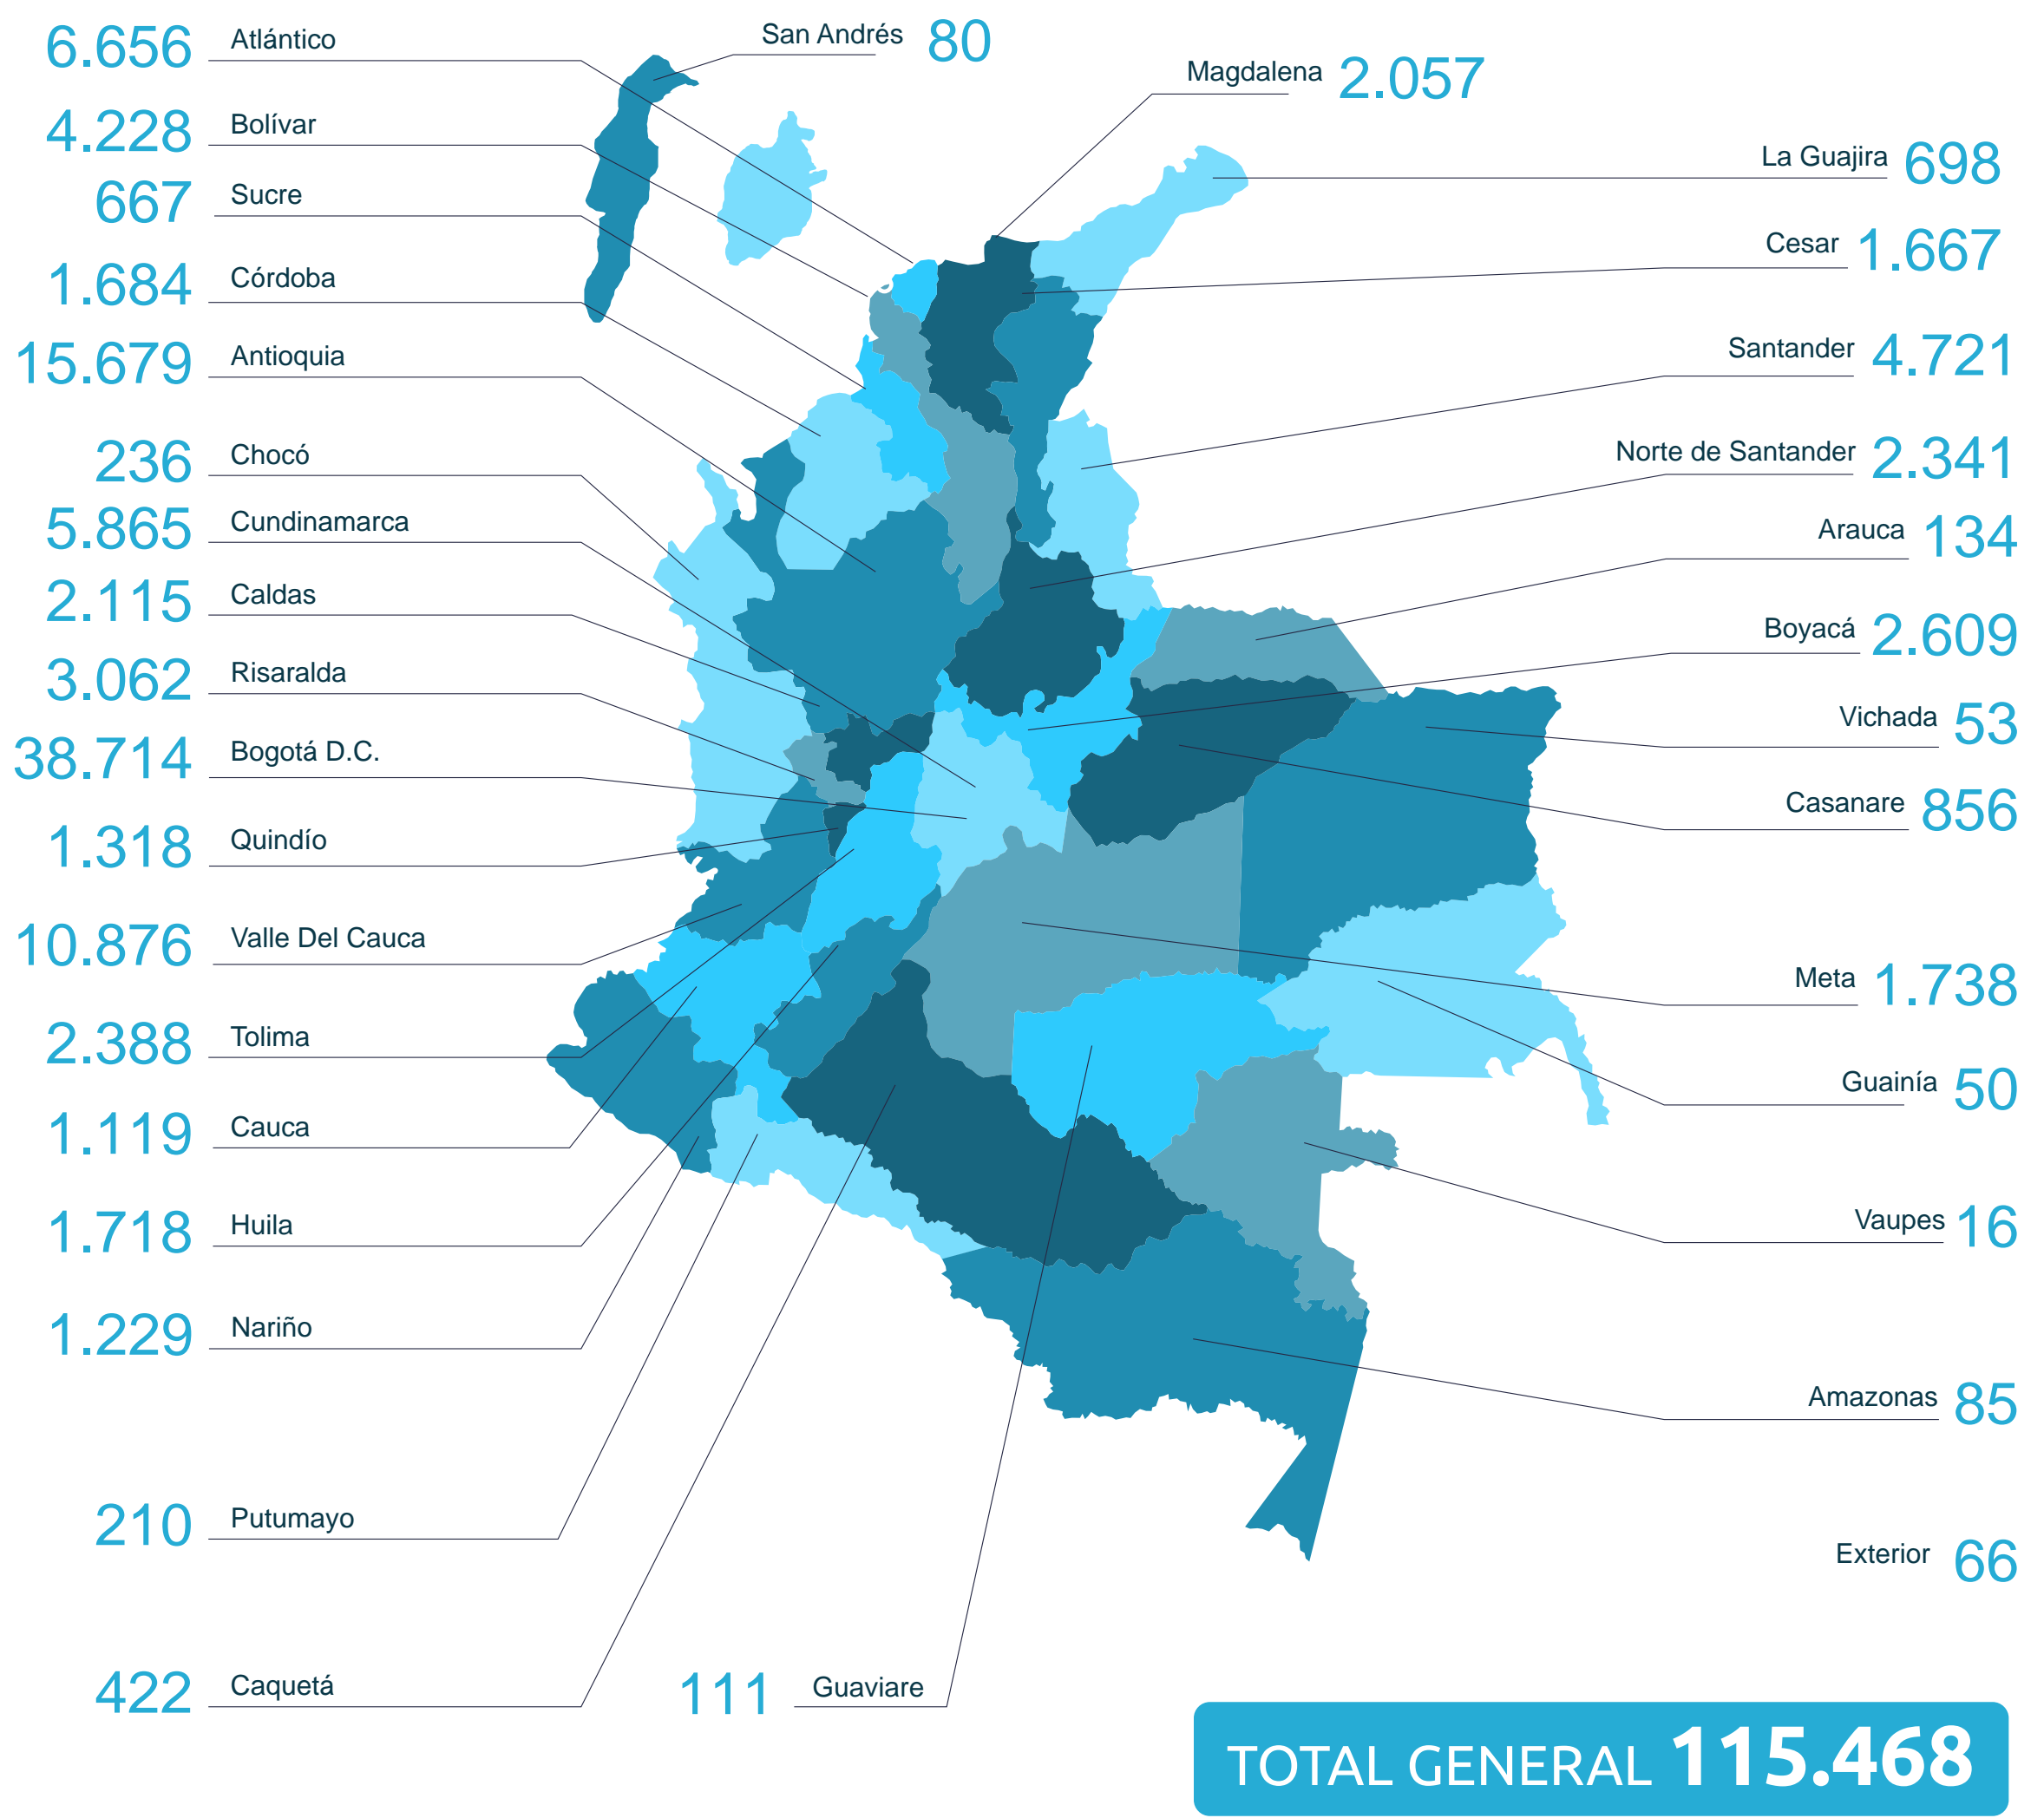 6.656 Atlántico
4.228 Bolívar
667 Sucre
1.684 Córdoba
15.679 Antioquia
236 Chocó
5.865 Cundinamarca
2.115 Caldas
3.062 Risaralda
38.714 Bogotá D.C.
1.318 Quindío
10.876 Valle Del Cauca
2.388 Tolima
1.119 Cauca
1.718 Huila
1.229 Nariño
210 Putumayo
422 Caquetá
111 Guaviare
San Andrés 80
Magdalena 2.057
La Guajira 698
Cesar 1.667
Santander 4.721
Norte de Santander 2.341
Arauca 134
Boyacá 2.609
Vichada 53
Casanare 856
Meta 1.738
Guainía 50
Vaupes 16
Amazonas 85
Exterior 66
TOTAL GENERAL 115.468